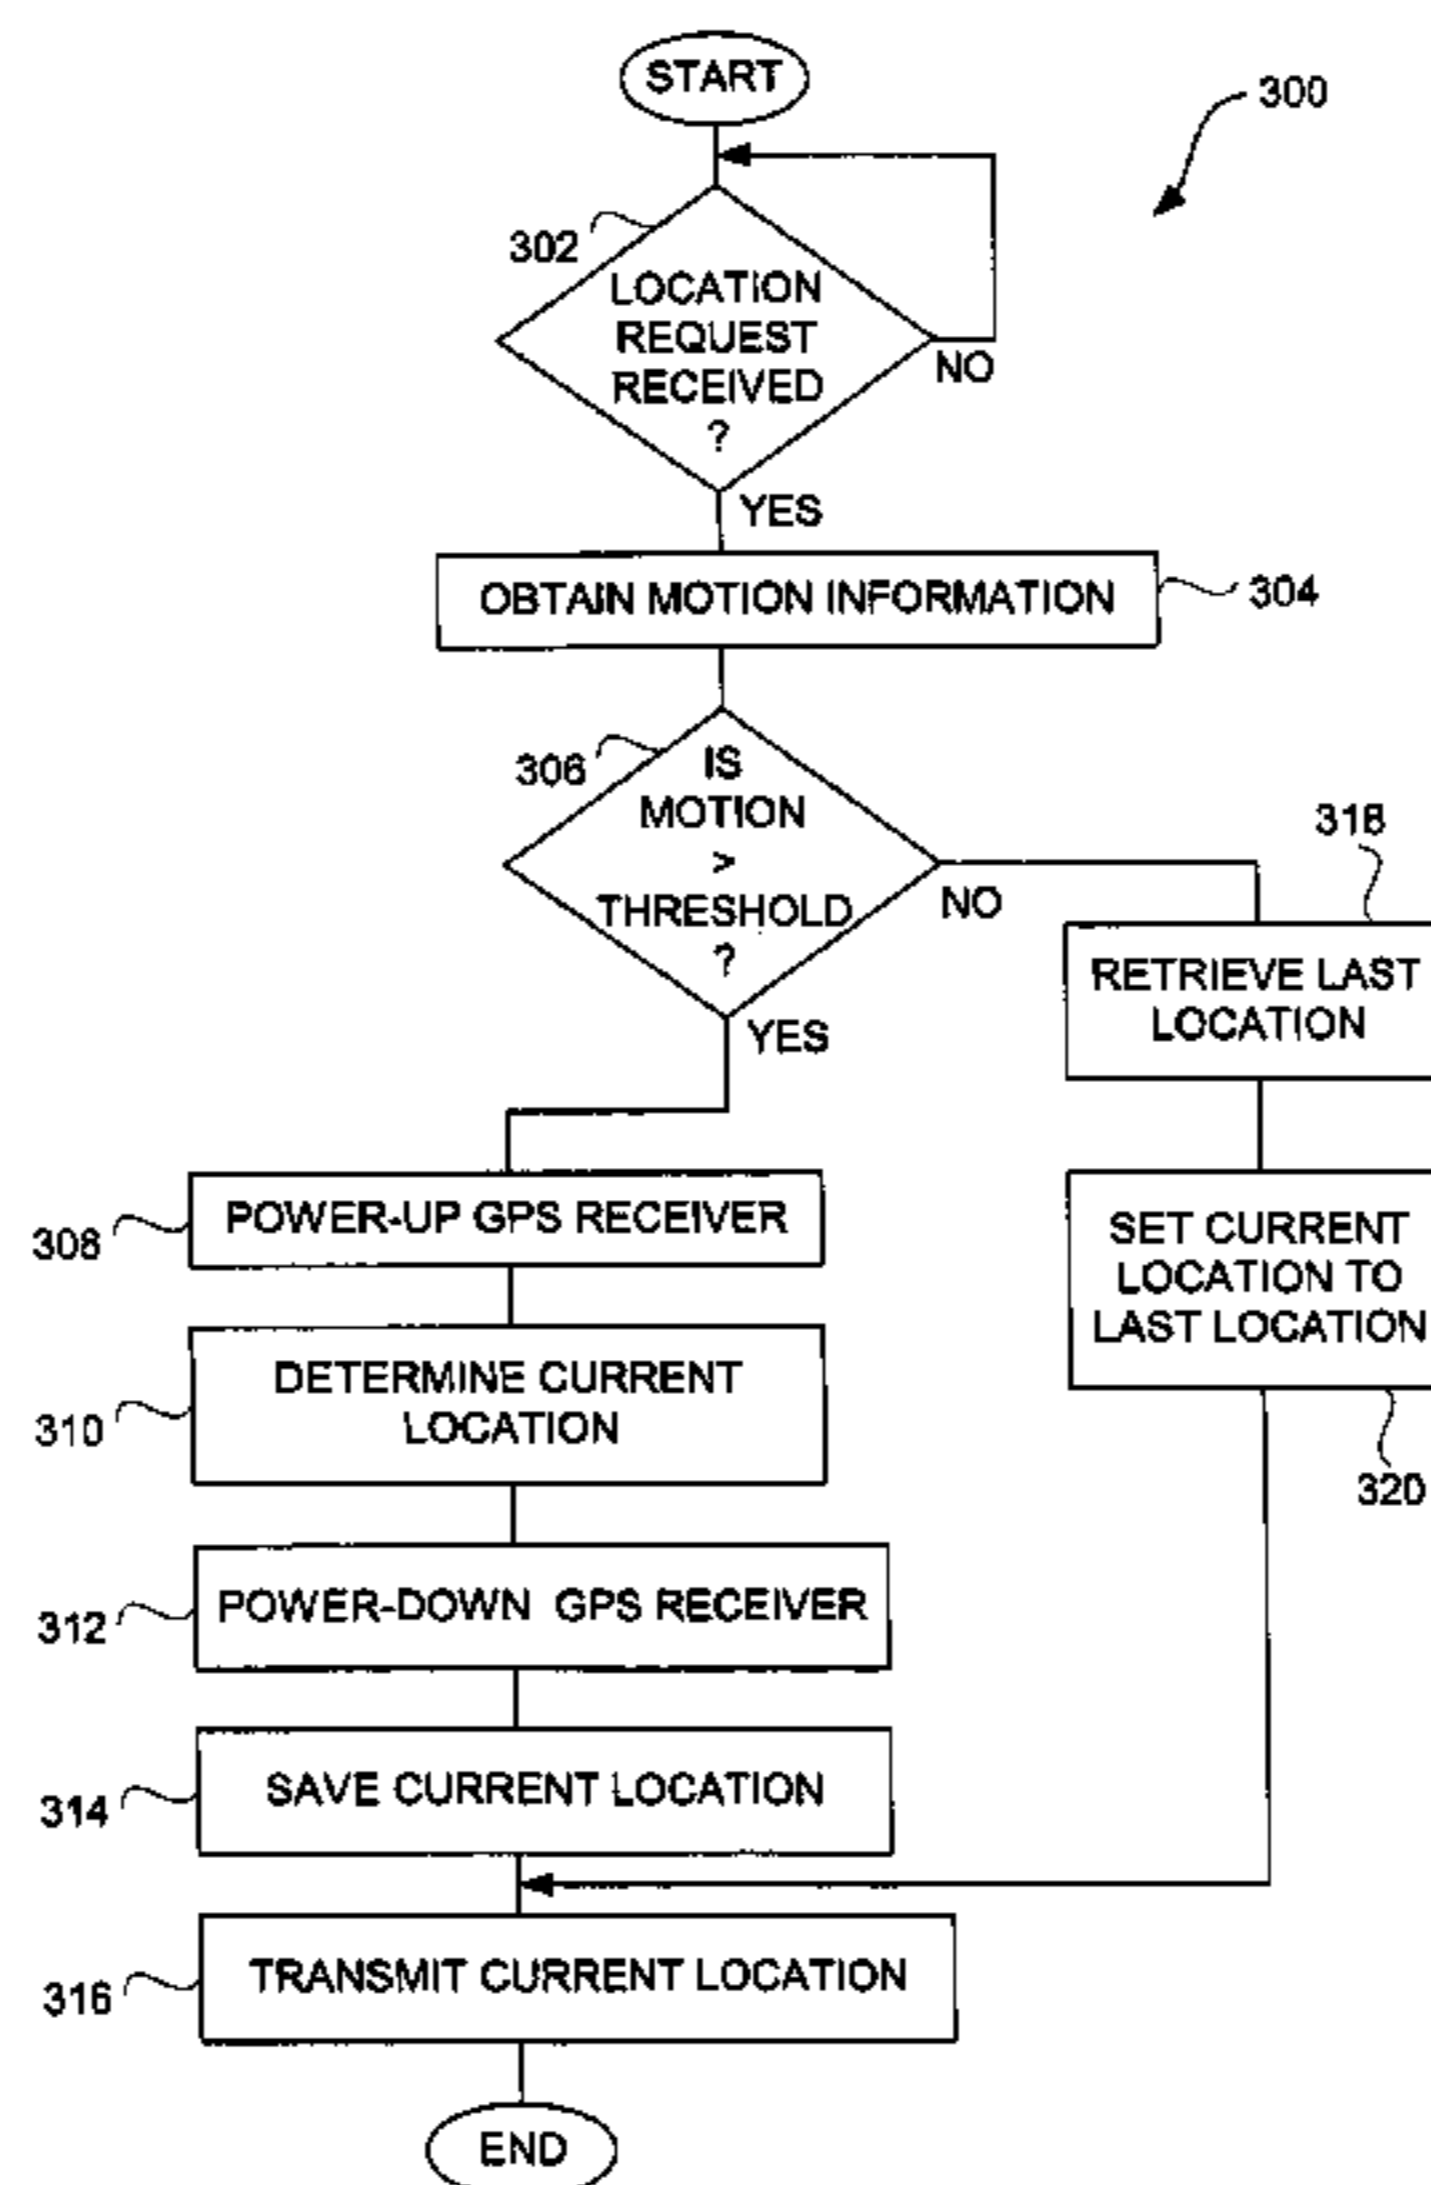 START
300
302
LOCATION
REQUEST
RECEIVED
?
NO
YES
OBTAIN MOTION INFORMATION
304
306
IS
MOTION
>
THRESHOLD
?
NO
YES
318
RETRIEVE LAST
LOCATION
POWER-UP GPS RECEIVER
308
SET CURRENT
LOCATION TO
LAST LOCATION
320
DETERMINE CURRENT
LOCATION
310
POWER-DOWN GPS RECEIVER
312
SAVE CURRENT LOCATION
314
TRANSMIT CURRENT LOCATION
316
END